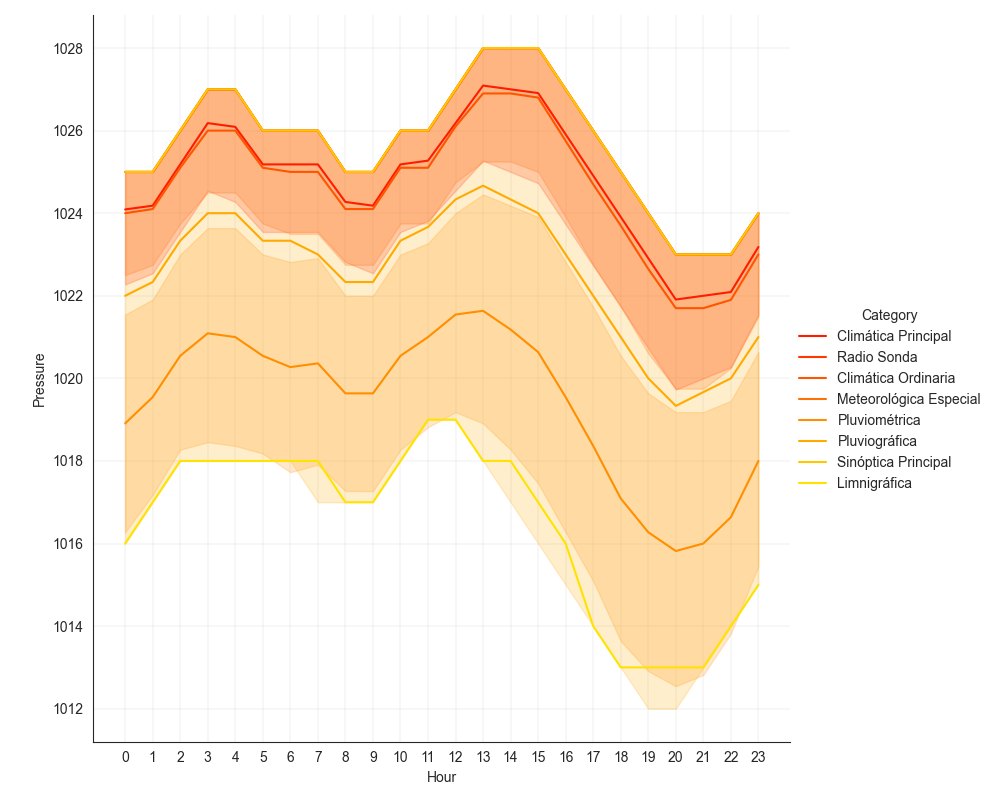 1028
1026
1024
1022
1020
1018
1016
1014
1012
Pressure
0 1 2 3 4 5 6 7 8 9 10 11 12 13 14 15 16 17 18 19 20 21 22 23
Hour
Category
Climática Principal
Radio Sonda
Climática Ordinaria
Meteorológica Especial
Pluviométrica
Pluviográfica
Sinóptica Principal
Limnigráfica